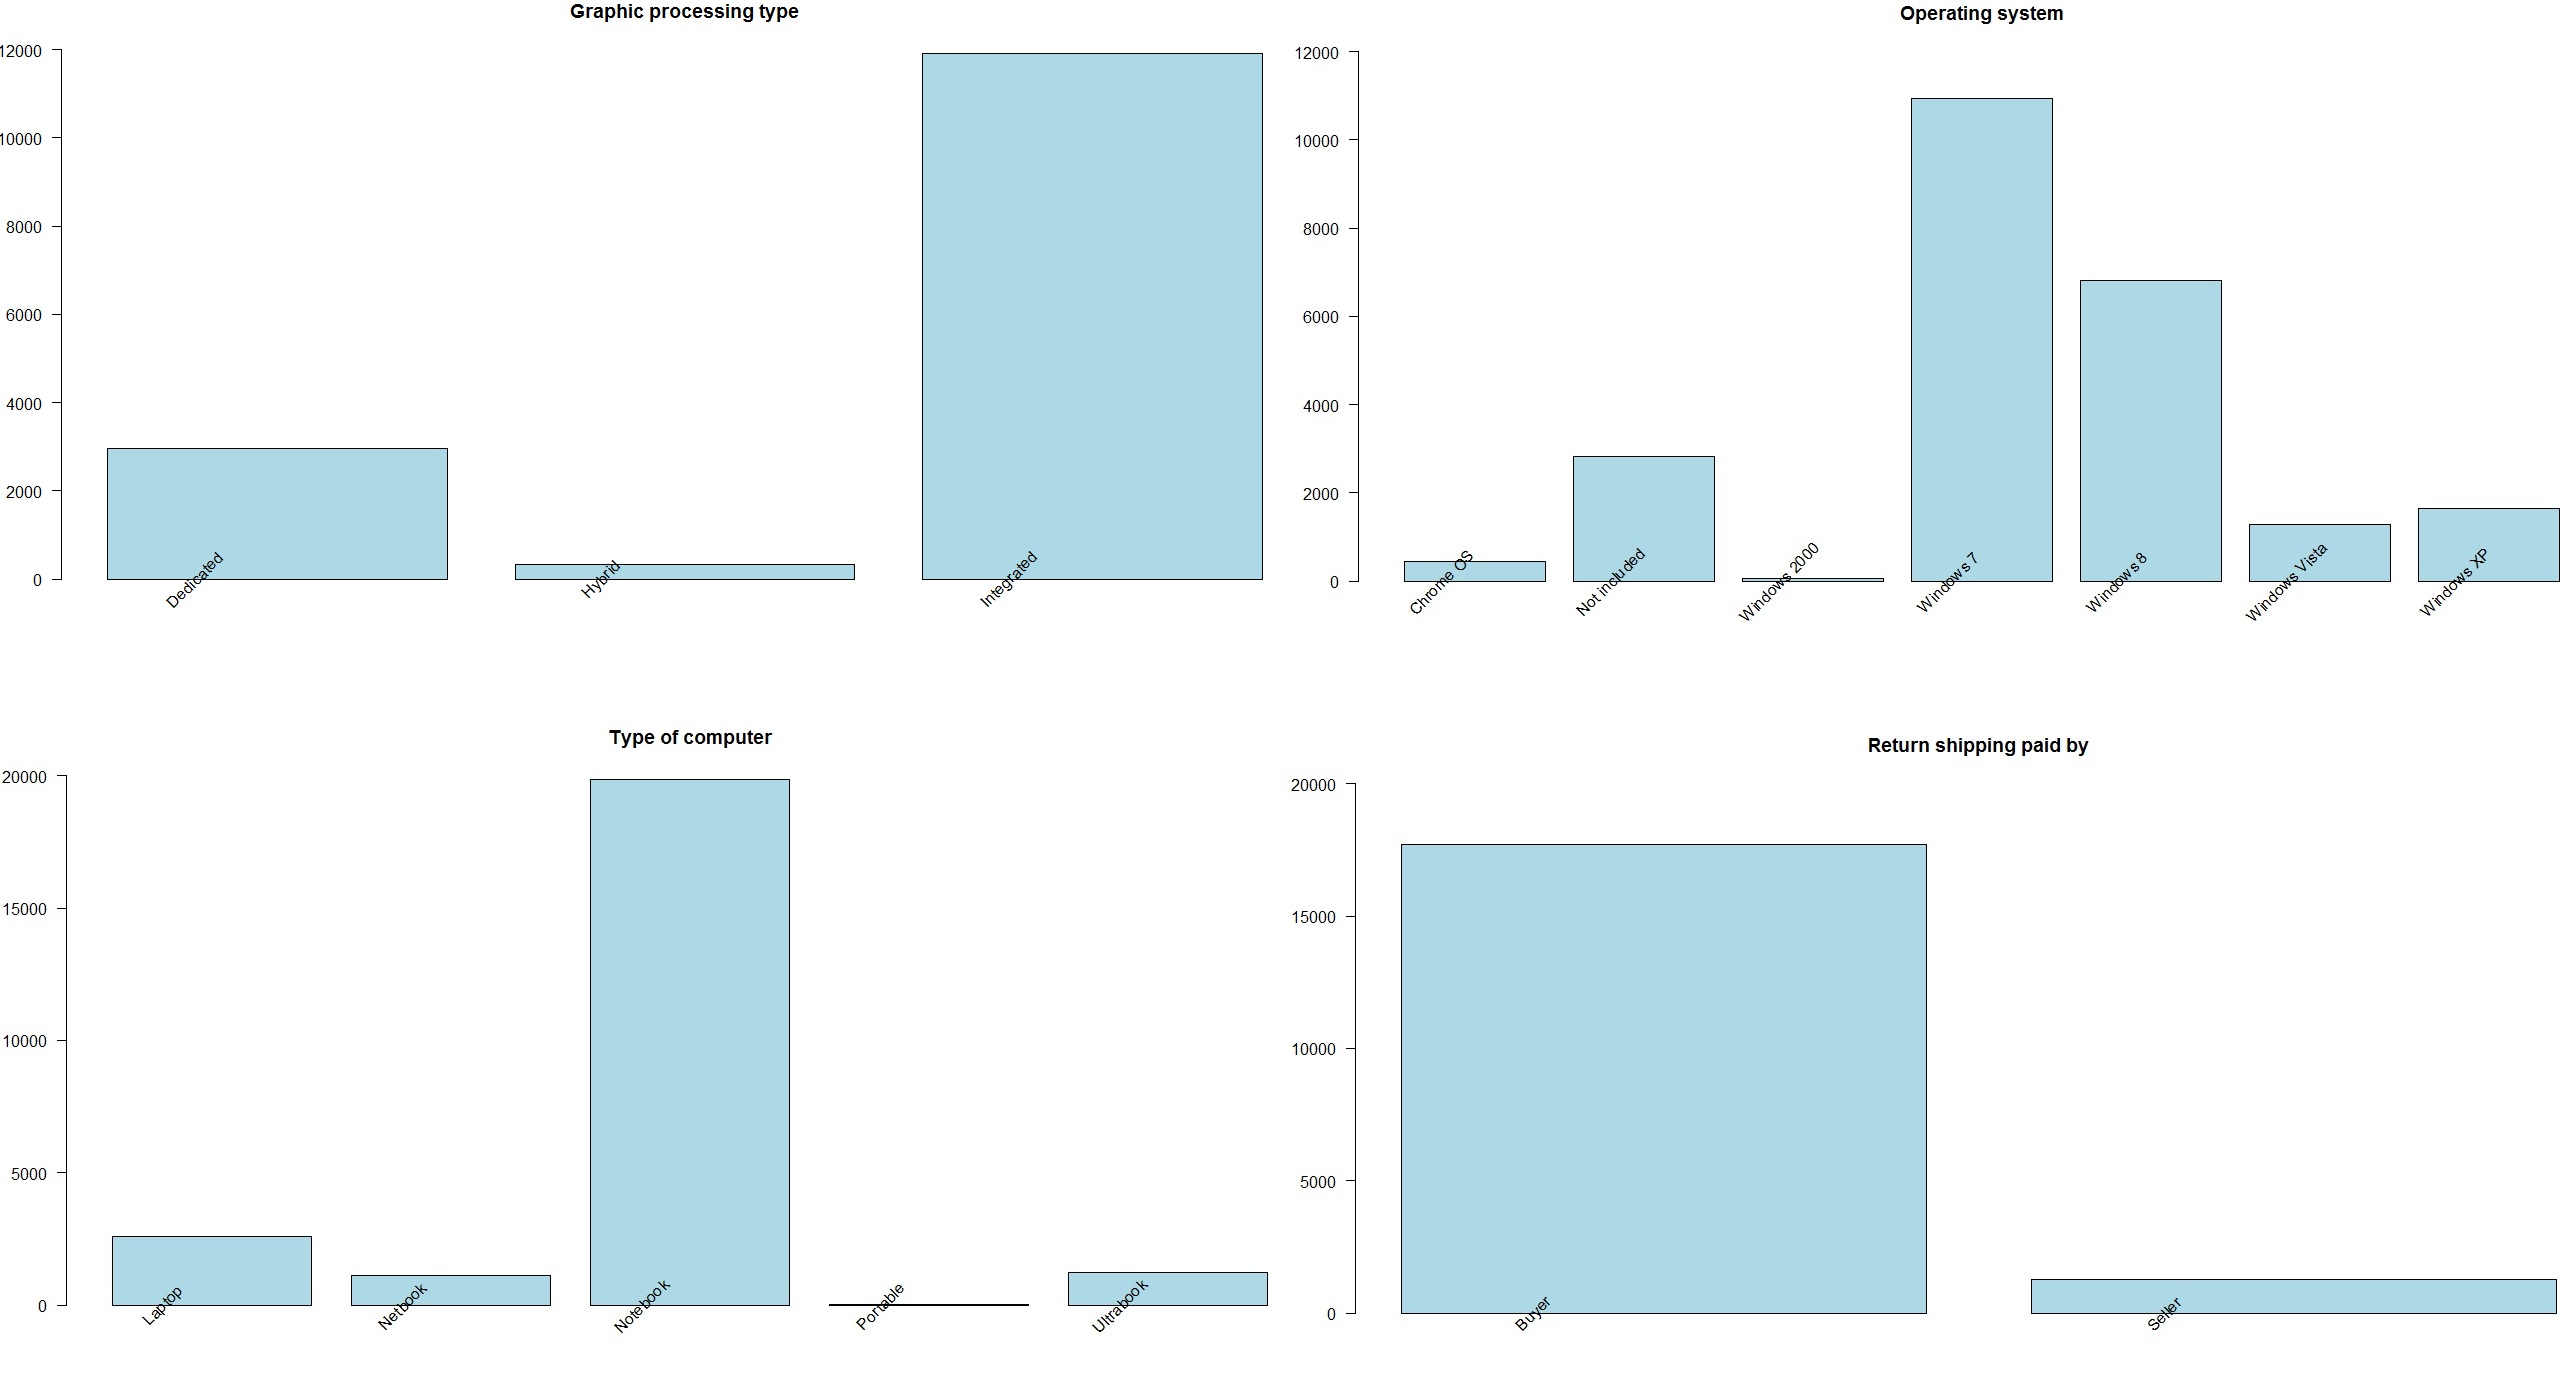 Graphic processing type
12000
10000
8000
6000
4000
2000
0
Dedicated
Hybrid
Integrated
Operating system
12000
10000
8000
6000
4000
2000
0
Chrome OS
Not included
Windows 2000
Windows 7
Windows 8
Windows Vista
Windows XP
Type of computer
20000
15000
10000
5000
0
Laptop
Netbook
Notebook
Portable
Ultrabook
Return shipping paid by
20000
15000
10000
5000
0
Buyer
Seller